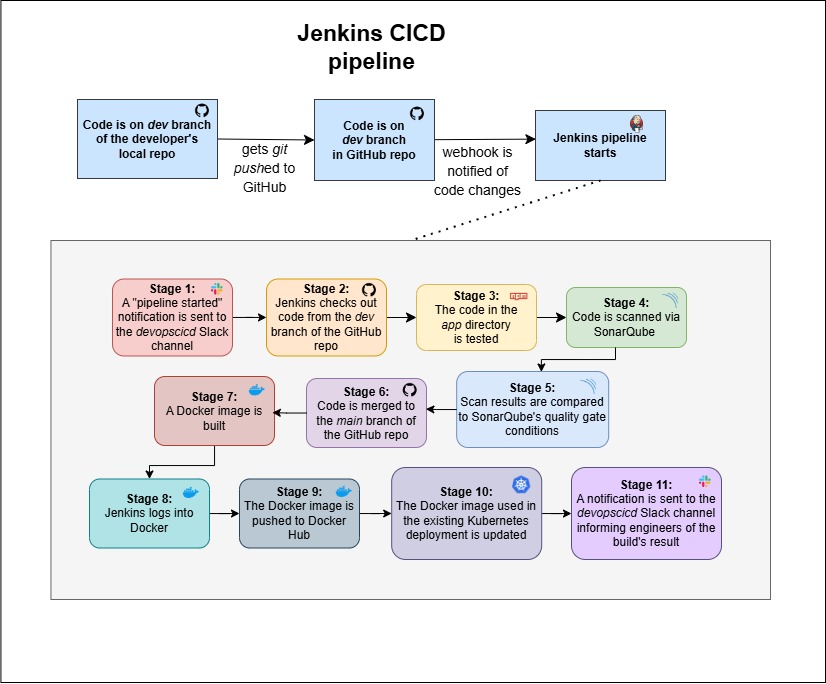 Jenkins CICD
pipeline
Code is on dev branch
of the developer's
local repo
gets git
pushed to
GitHub
Code is on
dev branch
in GitHub repo
webhook is
notified of
code changes
Jenkins pipeline
starts
Stage 1:
A "pipeline started"
notification is sent to
the devopscicd Slack
channel
Stage 2:
Jenkins checks out
code from the dev
branch of the GitHub
repo
Stage 3:
The code in the
app directory
is tested
Stage 4:
Code is scanned via
SonarQube
Stage 5:
Scan results are compared
to SonarQube's quality gate
conditions
Stage 6:
Code is merged to
the main branch of
the GitHub repo
Stage 7:
A Docker image is
built
Stage 8:
Jenkins logs into
Docker
Stage 9:
The Docker image is
pushed to Docker
Hub
Stage 10:
The Docker image used in
the existing Kubernetes
deployment is updated
Stage 11:
A notification is sent to the
devopscicd Slack channel
informing engineers of the
build's result